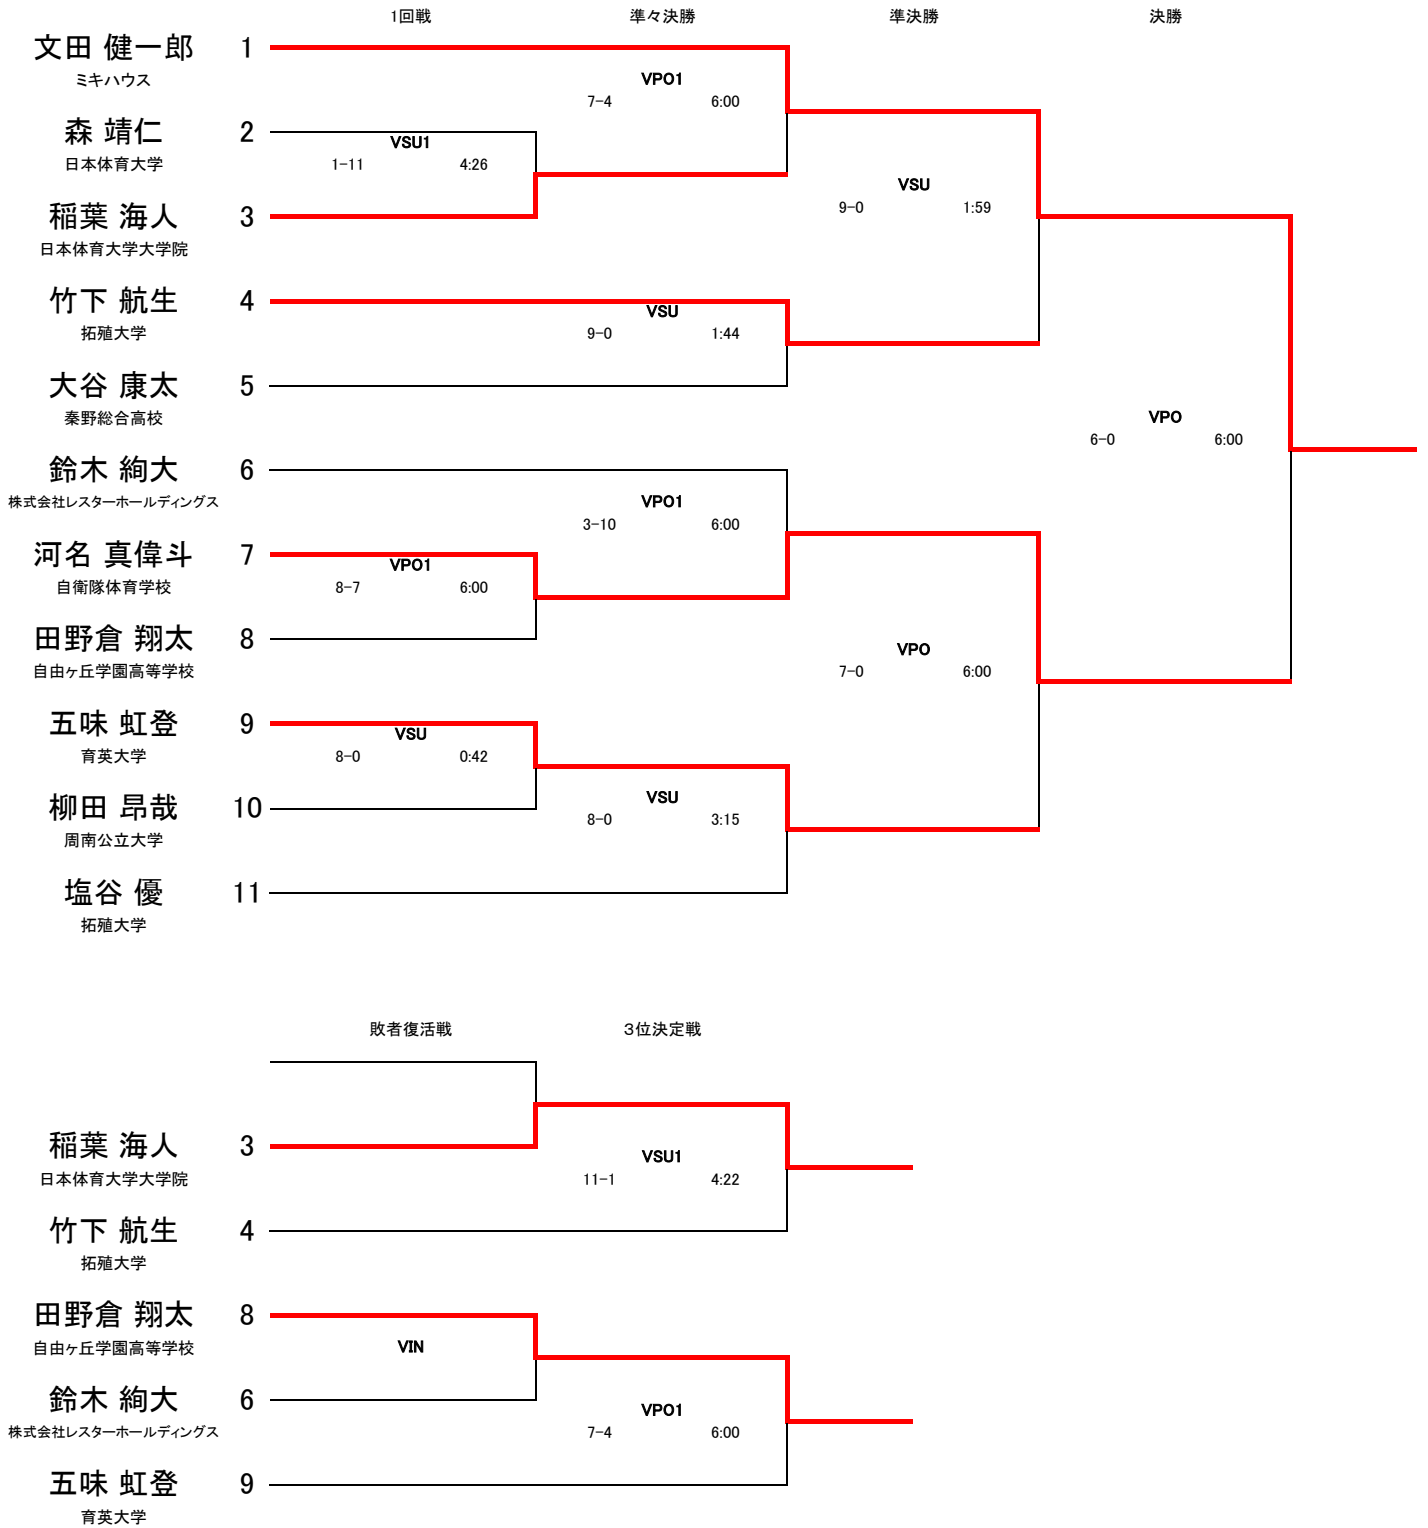 1回戦 準々決勝 準決勝 決勝
文田 健一郎 1
ミキハウス
VPO1
7-4 6:00
森 靖仁 2
日本体育大学
VSU1
1-11 4:26
稲葉 海人 3
日本体育大学大学院
VSU
9-0 1:59
竹下 航生 4
拓殖大学
VSU
9-0 1:44
大谷 康太 5
秦野総合高校
VPO
6-0 6:00
鈴木 絢大 6
株式会社レスターホールディングス
VPO1
3-10 6:00
河名 真偉斗 7
自衛隊体育学校
VPO1
8-7 6:00
田野倉 翔太 8
自由ヶ丘学園高等学校
VPO
7-0 6:00
五味 虹登 9
育英大学
VSU
8-0 0:42
柳田 昂哉 10
周南公立大学
VSU
8-0 3:15
塩谷 優 11
拓殖大学
敗者復活戦 3位決定戦
稲葉 海人 3
日本体育大学大学院
VSU1
11-1 4:22
竹下 航生 4
拓殖大学
田野倉 翔太 8
自由ヶ丘学園高等学校
VIN
鈴木 絢大 6
株式会社レスターホールディングス
VPO1
7-4 6:00
五味 虹登 9
育英大学